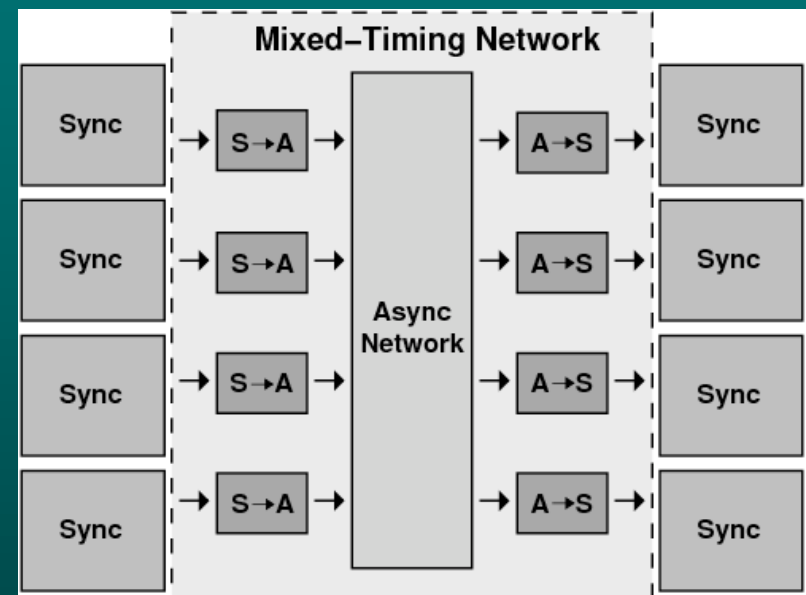 Mixed–Timing Network
Sync
S→A
A→S
Sync
Sync
S→A
A→S
Sync
Async
Network
Sync
S→A
A→S
Sync
Sync
S→A
A→S
Sync